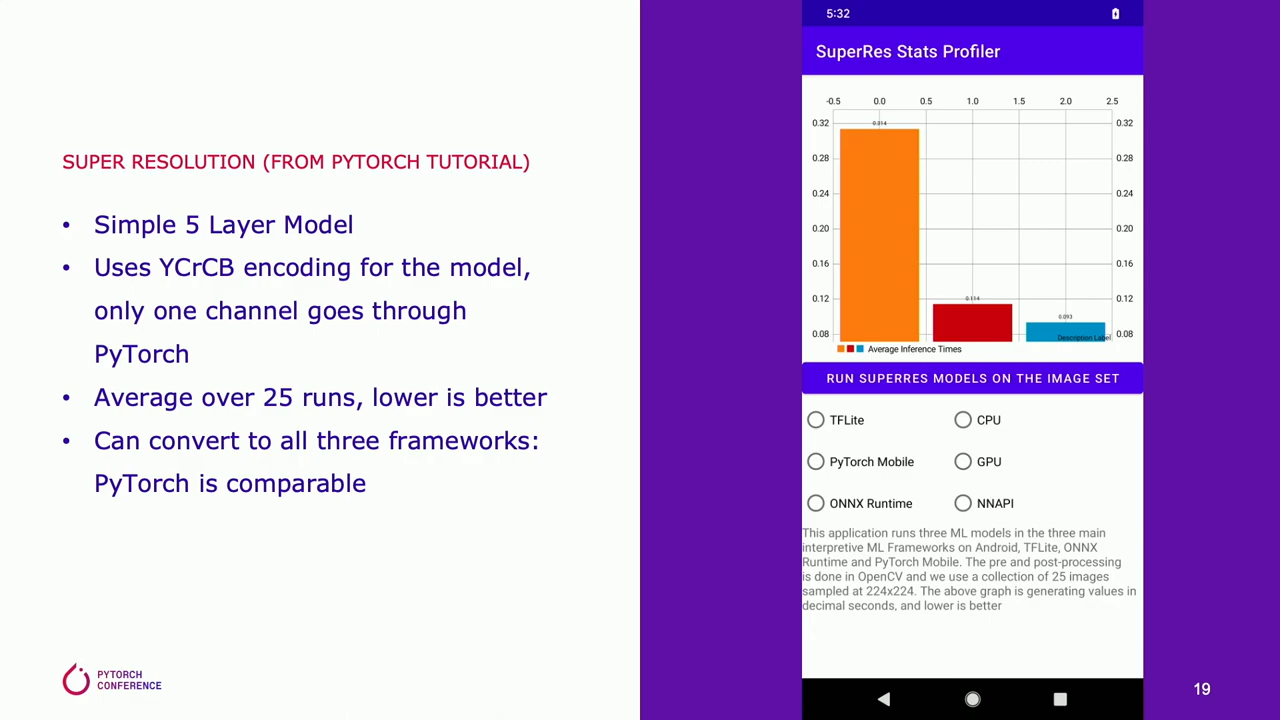 SUPER RESOLUTION (FROM PYTORCH TUTORIAL)
• Simple 5 Layer Model
• Uses YCrCB encoding for the model,
only one channel goes through
PyTorch
• Average over 25 runs, lower is better
• Can convert to all three frameworks:
PyTorch is comparable
PYTORCH
CONFERENCE
5:32
SuperRes Stats Profiler
-0.5 0.0 0.5 1.0 1.5 2.0 2.5
0.32 0.314 0.32
0.28 0.28
0.24 0.24
0.20 0.20
0.16 0.16
0.12 0.114 0.12
0.093
0.08 Description Label 0.08
Average Inference Times
RUN SUPERRES MODELS ON THE IMAGE SET
TFLite CPU
PyTorch Mobile GPU
ONNX Runtime NNAPI
This application runs three ML models in the three main
interpretive ML Frameworks on Android, TFLite, ONNX
Runtime and PyTorch Mobile. The pre and post-processing
is done in OpenCV and we use a collection of 25 images
sampled at 224x224. The above graph is generating values in
decimal seconds, and lower is better
19